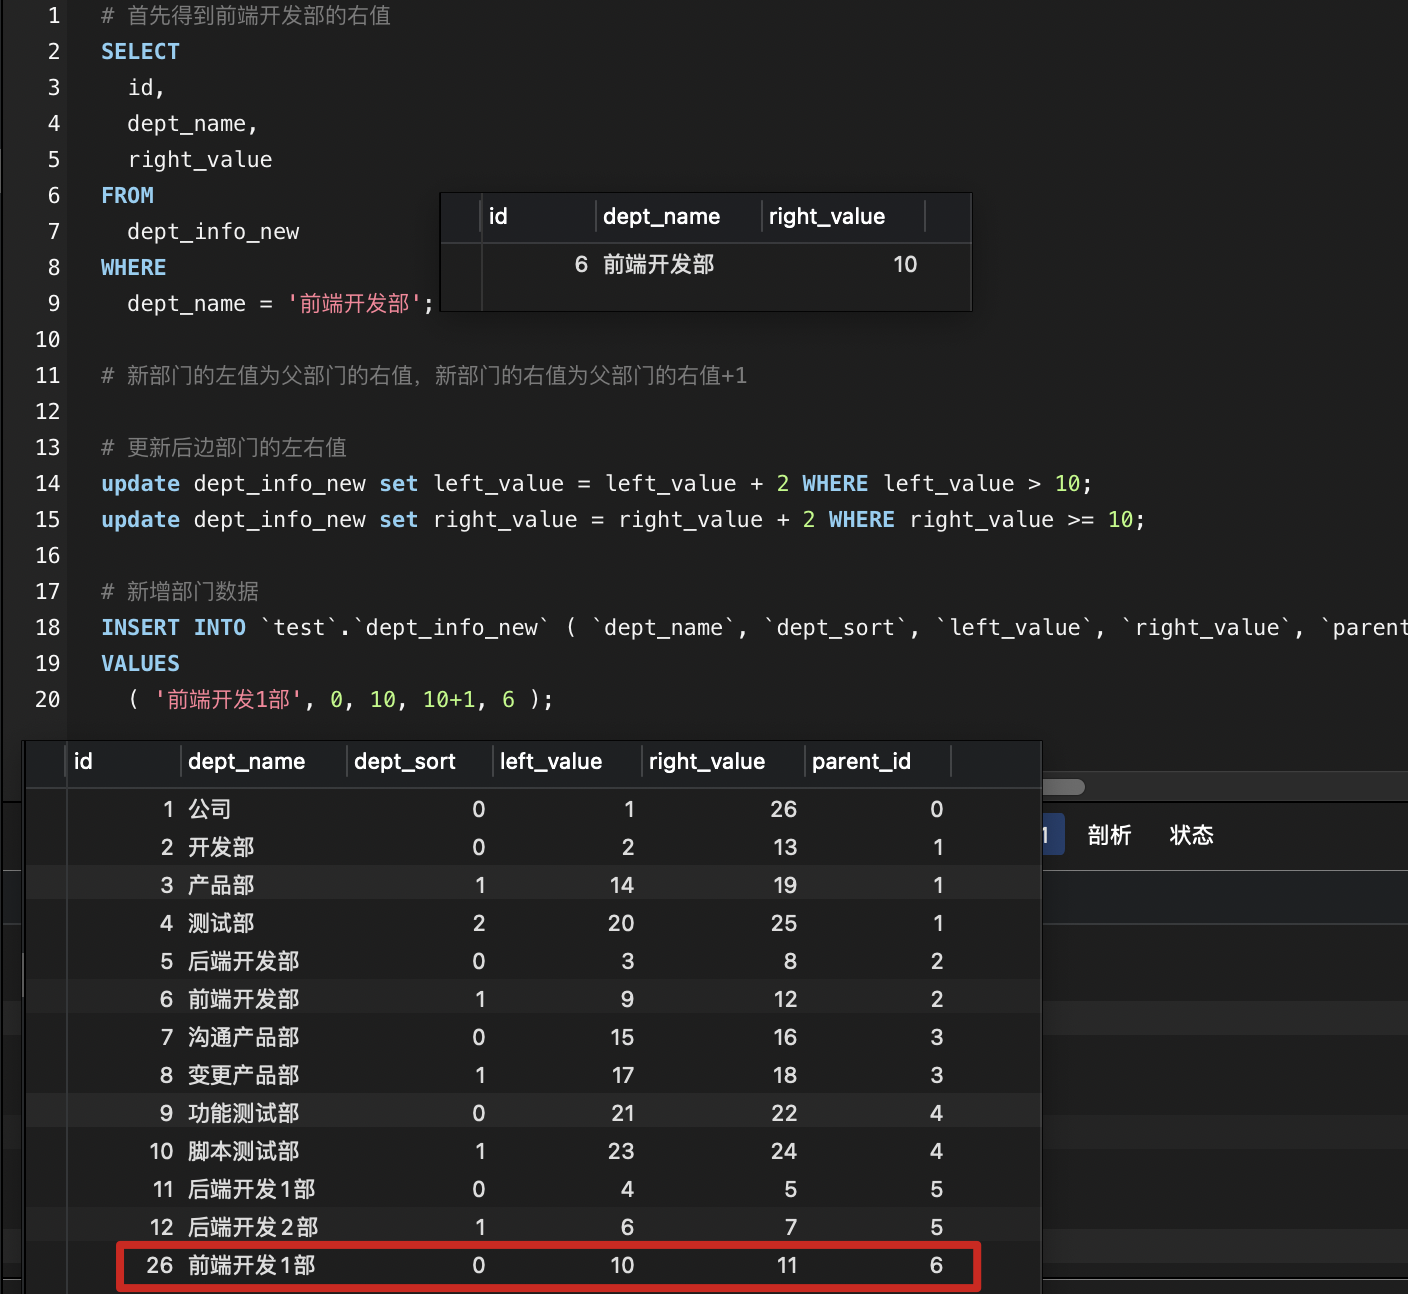 1 # 首先得到前端开发部的右值
2 SELECT
3 id,
4 dept_name,
5 right_value
6 FROM
7 dept_info_new
8 WHERE
9 dept_name = '前端开发部';
id dept_name right_value
6 前端开发部 10
10
11 # 新部门的左值为父部门的右值，新部门的右值为父部门的右值+1
12
13 # 更新后边部门的左右值
14 update dept_info_new set left_value = left_value + 2 WHERE left_value > 10;
15 update dept_info_new set right_value = right_value + 2 WHERE right_value >= 10;
16
17 # 新增部门数据
18 INSERT INTO `test`.`dept_info_new` ( `dept_name`, `dept_sort`, `left_value`, `right_value`, `parent
19 VALUES
20 ( '前端开发1部', 0, 10, 10+1, 6 );
id dept_name dept_sort left_value right_value parent_id
1 公司 0 1 26 0
2 开发部 0 2 13 1
3 产品部 1 14 19 1
4 测试部 2 20 25 1
5 后端开发部 0 3 8 2
6 前端开发部 1 9 12 2
7 沟通产品部 0 15 16 3
8 变更产品部 1 17 18 3
9 功能测试部 0 21 22 4
10 脚本测试部 1 23 24 4
11 后端开发1部 0 4 5 5
12 后端开发2部 1 6 7 5
26 前端开发1部 0 10 11 6
1 剖析 状态